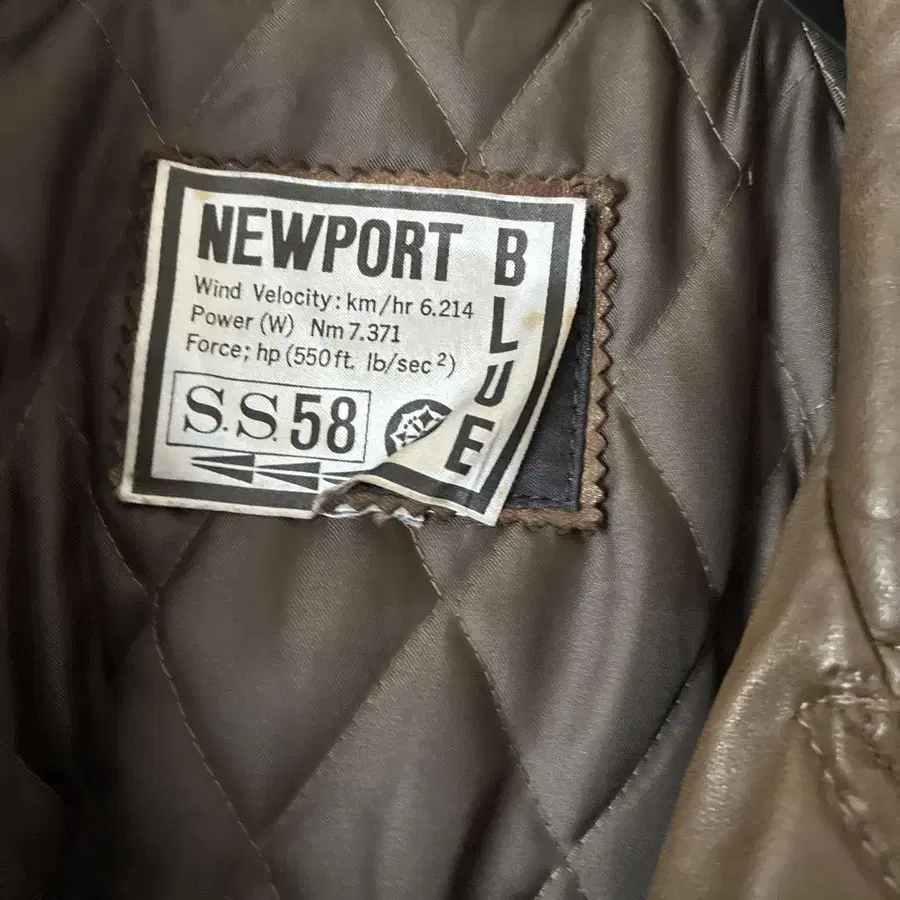 NEWPORT
BLUE
Wind Velocity: km/hr 6.214
Power (W) Nm 7.371
Force; hp (550 ft. lb/sec²)
S.S. 58